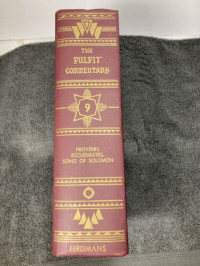 THE
PULPIT
COMMENTARY
9
PROVERBS
ECCLESIASTES,
SONG OF SOLOMON
EERDMANS